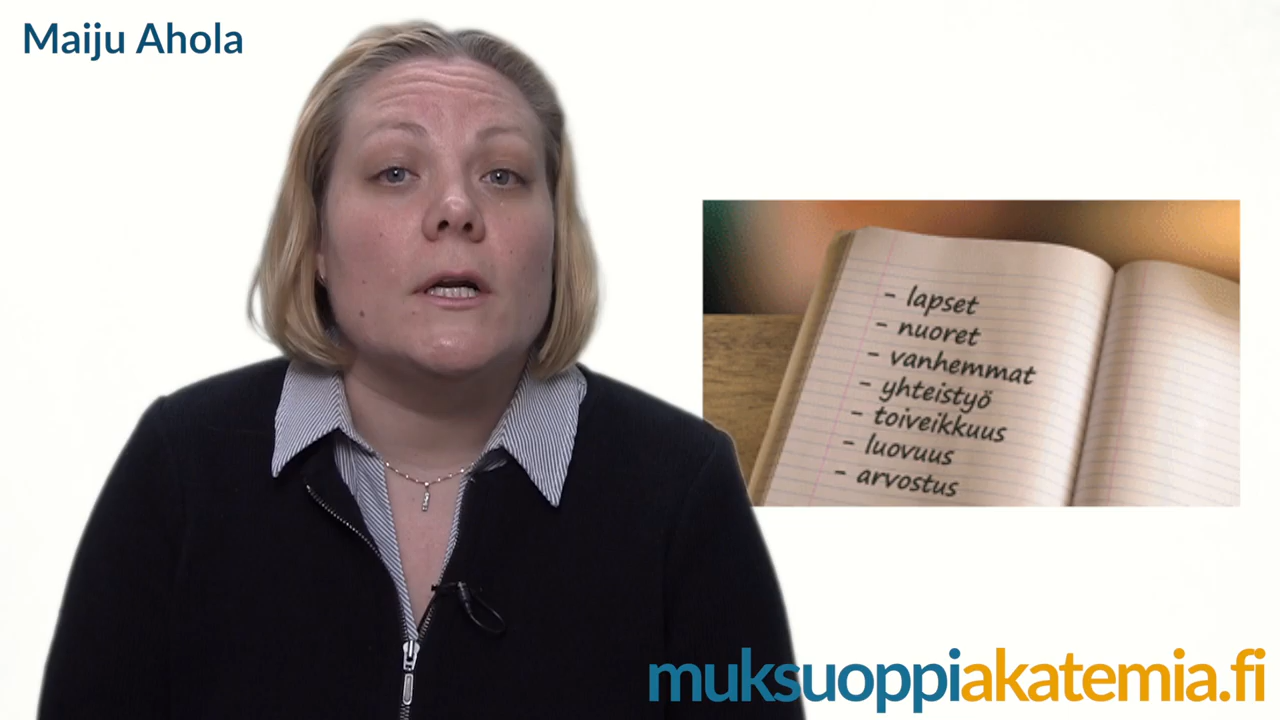 Maiju Ahola
- lapset
- nuoret
- vanhemmat
- yhteistyö
- toiveikkuus
- luovuus
- arvostus
muksuoppiakatemia.fi